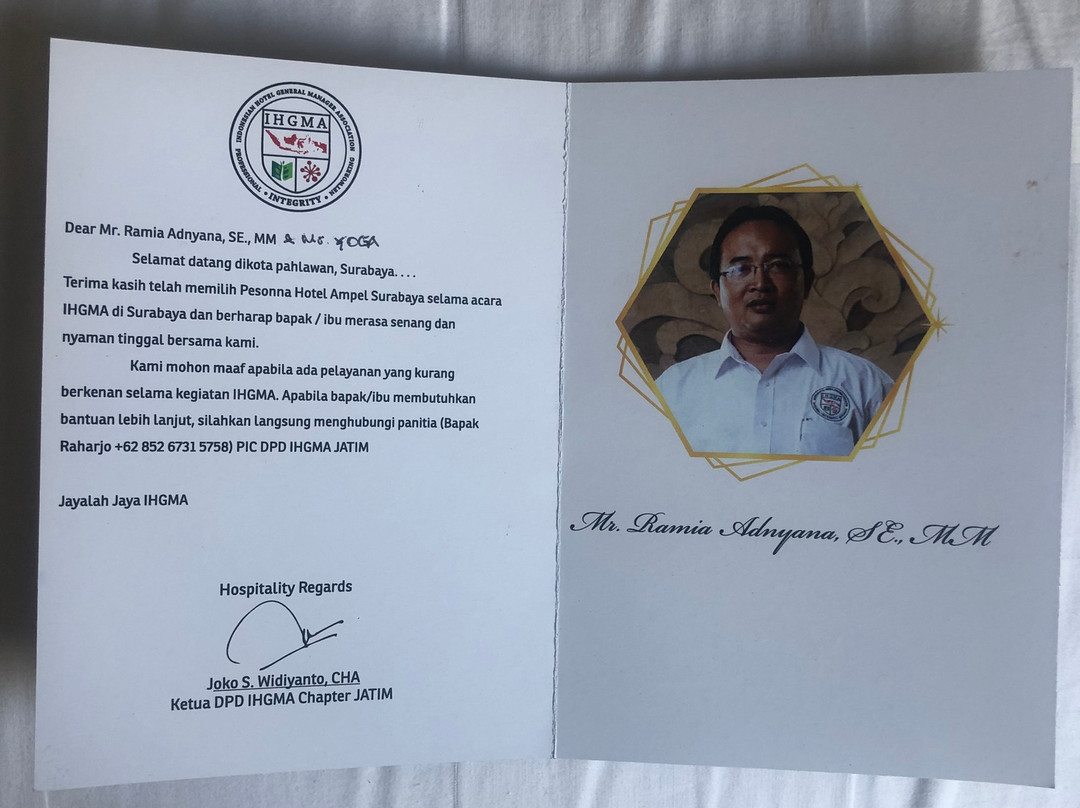 INDONESIAN HOTEL GENERAL MANAGER ASSOCIATION
IHGMA
PROFESSIONAL • INTEGRITY • NETWORKING
Dear Mr. Ramia Adnyana, SE., MM & Mr. YOGA
Selamat datang dikota pahlawan, Surabaya. . . .
Terima kasih telah memilih Pesonna Hotel Ampel Surabaya selama acara
IHGMA di Surabaya dan berharap bapak / ibu merasa senang dan
nyaman tinggal bersama kami.
Kami mohon maaf apabila ada pelayanan yang kurang
berkenan selama kegiatan IHGMA. Apabila bapak/ibu membutuhkan
bantuan lebih lanjut, silahkan langsung menghubungi panitia (Bapak
Raharjo +62 852 6731 5758) PIC DPD IHGMA JATIM
Jayalah Jaya IHGMA
Hospitality Regards
Joko S. Widiyanto, CHA
Ketua DPD IHGMA Chapter JATIM
IHGMA
Mr. Ramia Adnyana, SE., MM